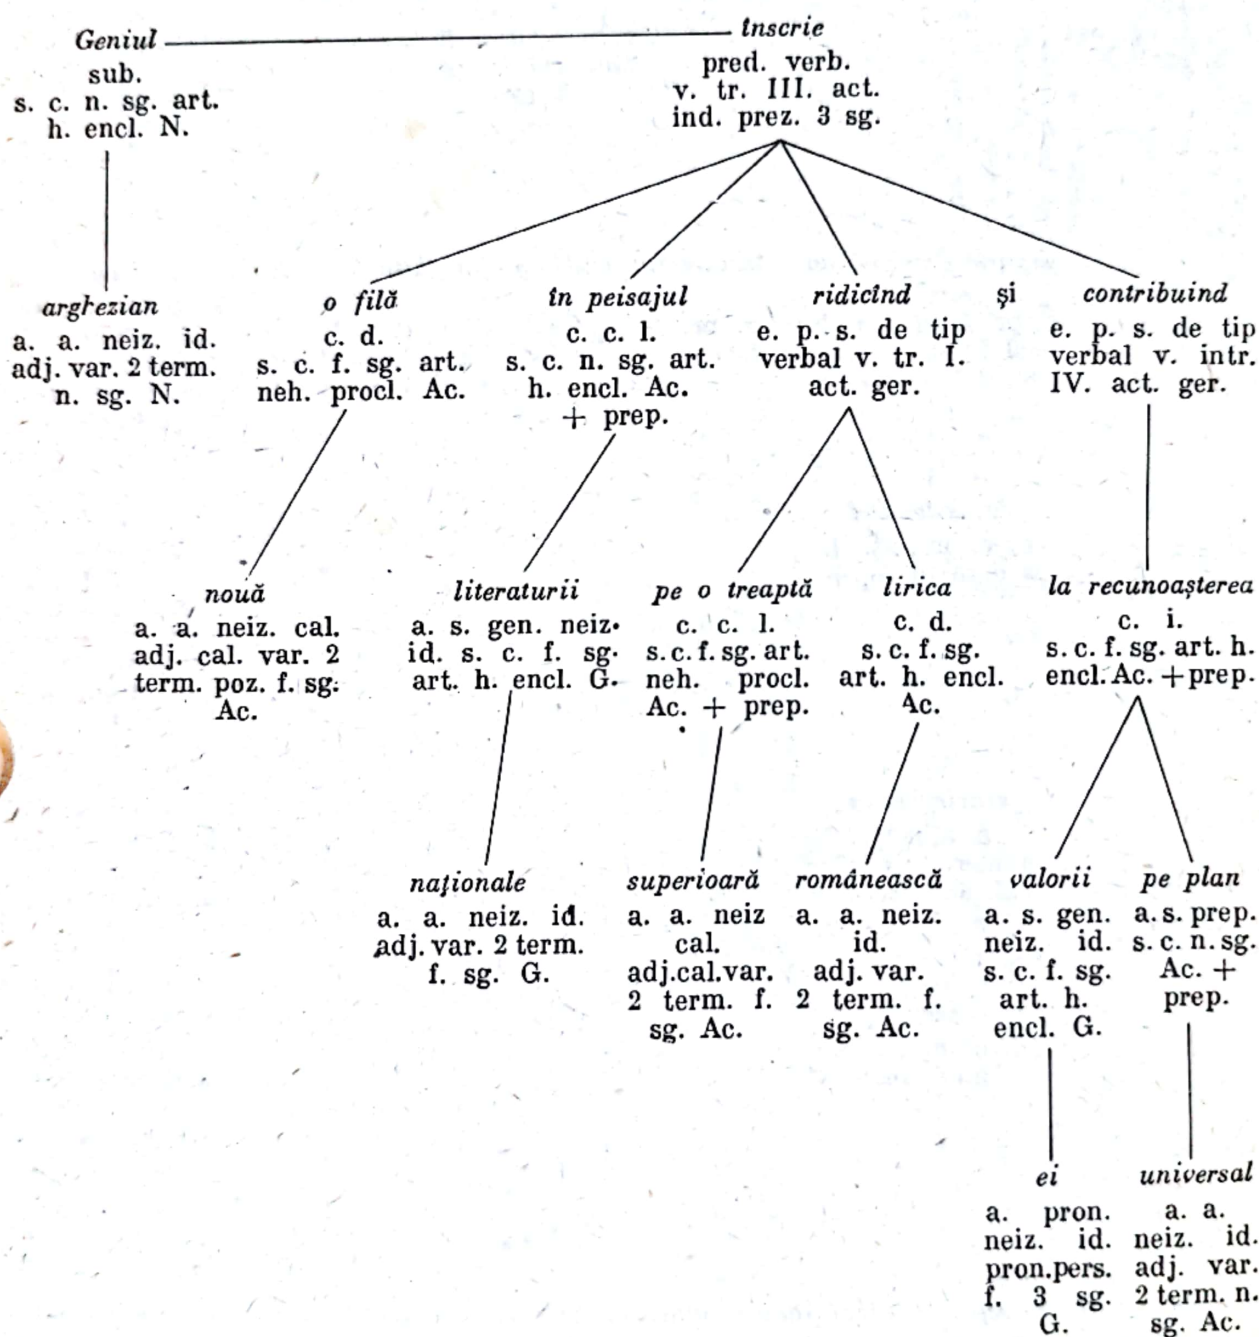 Geniul
sub.
s. c. n. sg. art.
h. encl. N.
înscrie
pred. verb.
v. tr. III. act.
ind. prez. 3 sg.
arghezian
a. a. neiz. id.
adj. var. 2 term.
n. sg. N.
o filă
c. d.
s. c. f. sg. art.
neh. procl. Ac.
în peisajul
c. c. l.
s. c. n. sg. art.
h. encl. Ac.
+ prep.
ridicînd
e. p. s. de tip
verbal v. tr. I.
act. ger.
și
contribuind
e. p. s. de tip
verbal v. intr.
IV. act. ger.
nouă
a. a. neiz. cal.
adj. cal. var. 2
term. poz. f. sg.
Ac.
literaturii
a. s. gen. neiz.
id. s. c. f. sg.
art. h. encl. G.
pe o treaptă
c. c. l.
s. c. f. sg. art.
neh. procl.
Ac. + prep.
lirica
c. d.
s. c. f. sg.
art. h. encl.
Ac.
la recunoașterea
c. i.
s. c. f. sg. art. h.
encl. Ac. + prep.
naționale
a. a. neiz. id.
adj. var. 2 term.
f. sg. G.
superioară
a. a. neiz
cal.
adj.cal.var.
2 term. f.
sg. Ac.
românească
a. a. neiz.
id.
adj. var.
2 term. f.
sg. Ac.
valorii
a. s. gen.
neiz. id.
s. c. f. sg.
art. h.
encl. G.
pe plan
a. s. prep.
s. c. n. sg.
Ac. +
prep.
ei
a. pron.
neiz. id.
pron.pers.
f. 3 sg.
G.
universal
a. a.
neiz. id.
adj. var.
2 term. n.
sg. Ac.